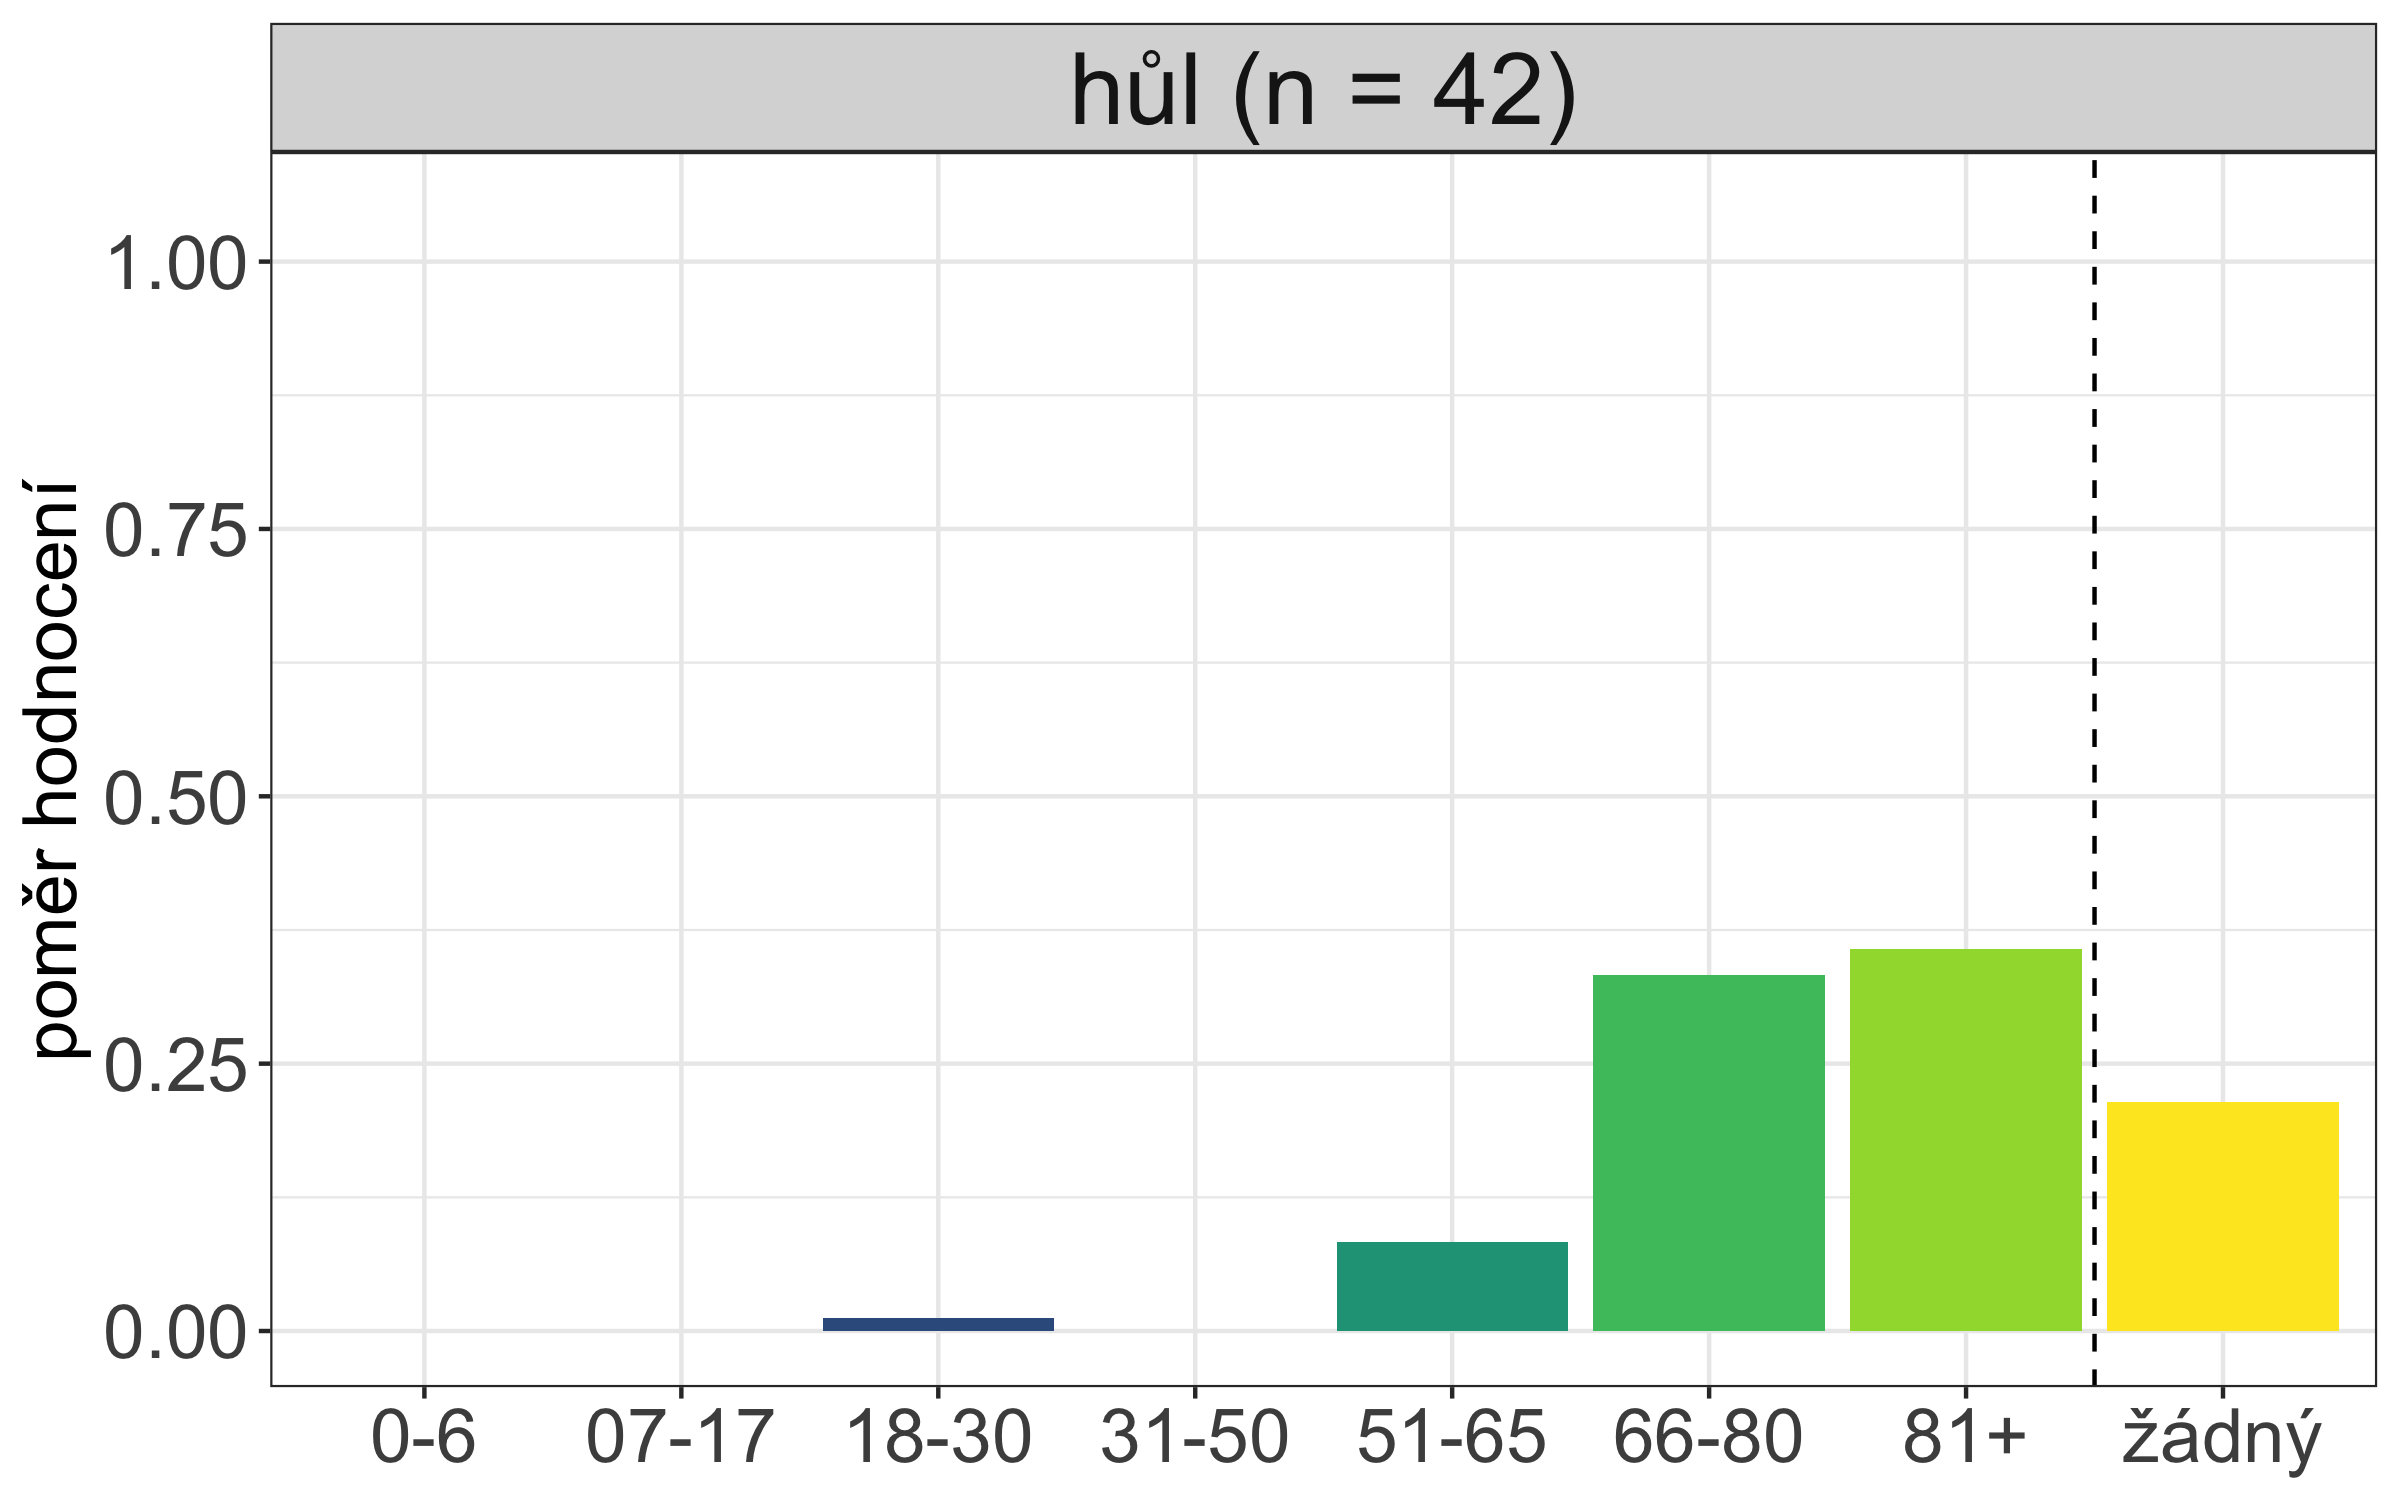 hůl (n = 42)
poměr hodnocení
1.00
0.75
0.50
0.25
0.00
0-6 07-17 18-30 31-50 51-65 66-80 81+ žádný